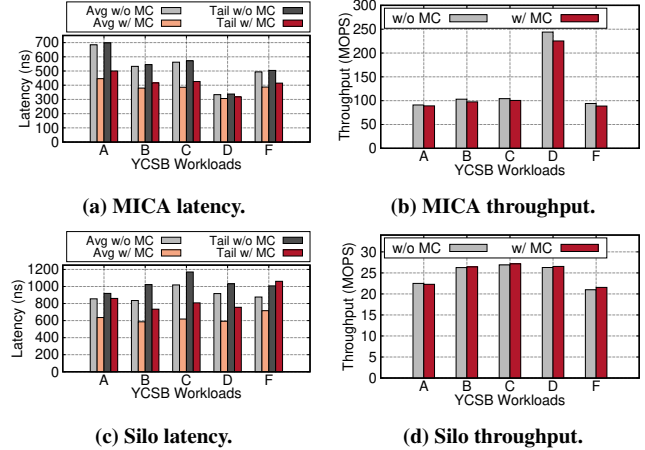 Avg w/o MC Tail w/o MC
Avg w/ MC Tail w/ MC
Latency (ns)
700
600
500
400
300
200
100
0
A B C D F
YCSB Workloads
(a) MICA latency.
w/o MC w/ MC
Throughput (MOPS)
300
250
200
150
100
50
0
A B C D F
YCSB Workloads
(b) MICA throughput.
Avg w/o MC Tail w/o MC
Avg w/ MC Tail w/ MC
Latency (ns)
1200
1000
800
600
400
200
0
A B C D F
YCSB Workloads
(c) Silo latency.
w/o MC w/ MC
Throughput (MOPS)
30
25
20
15
10
5
0
A B C D F
YCSB Workloads
(d) Silo throughput.